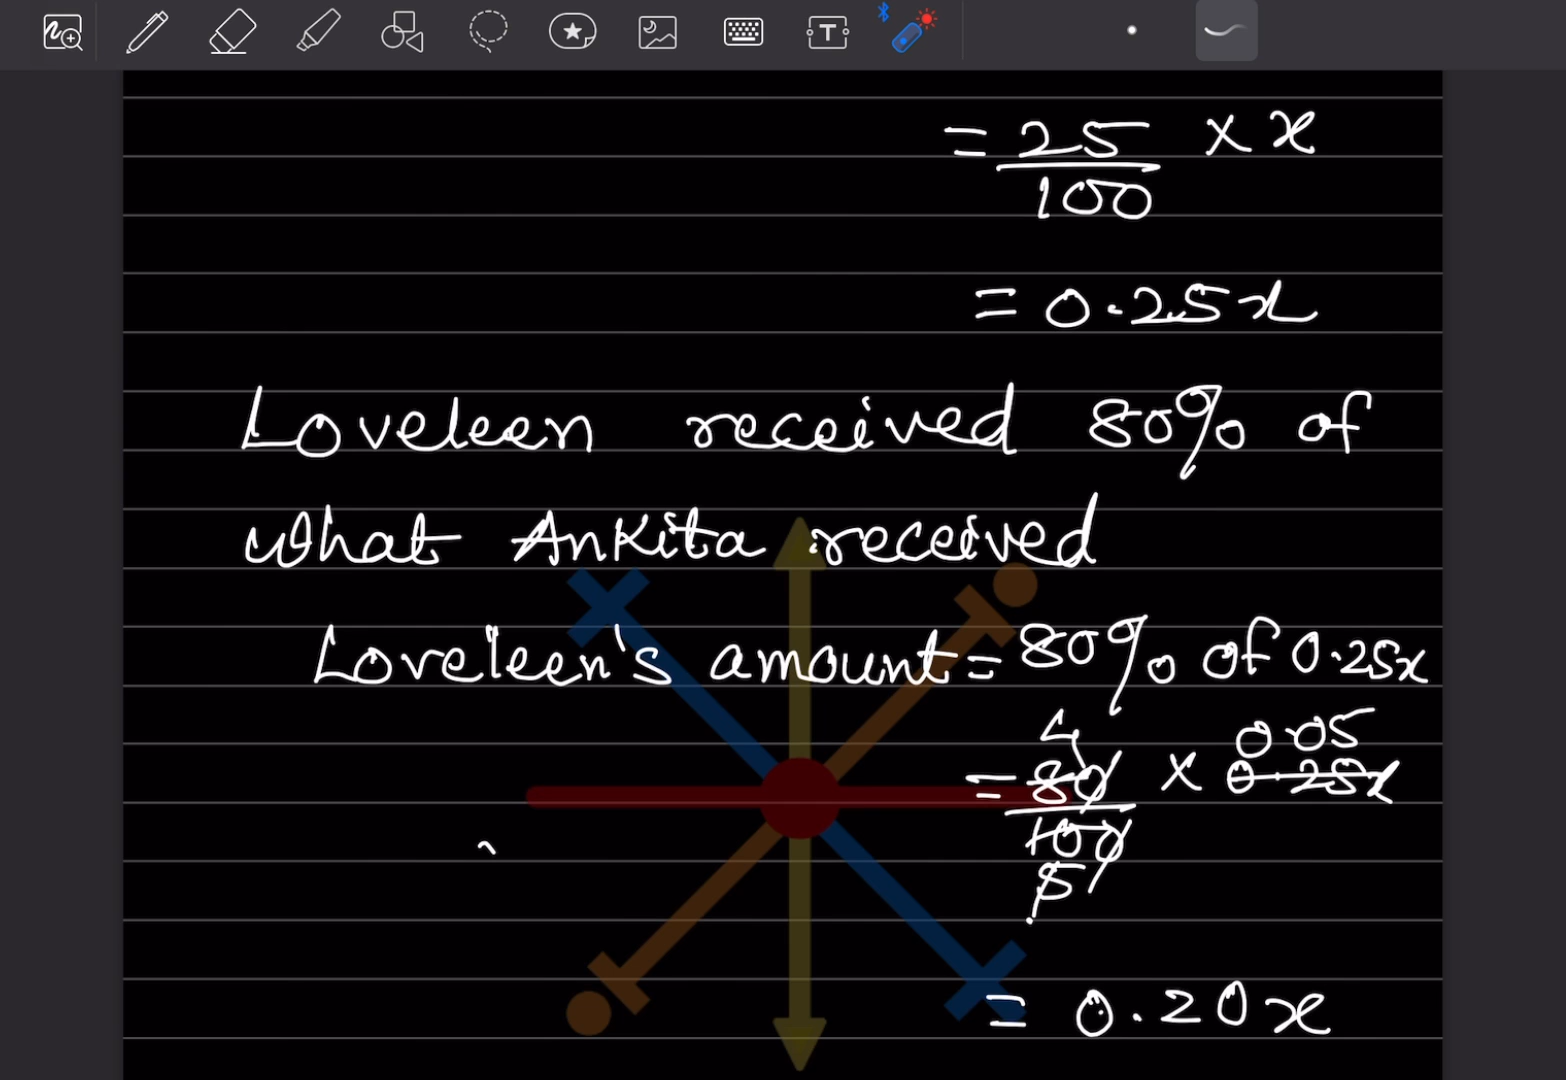 = 25/100 × x
= 0.25x
Loveleen received 80% of
what Ankita received
Loveleen's amount = 80% of 0.25x
4 0.05
= 80/100 × 0.25x
5
= 0.20x